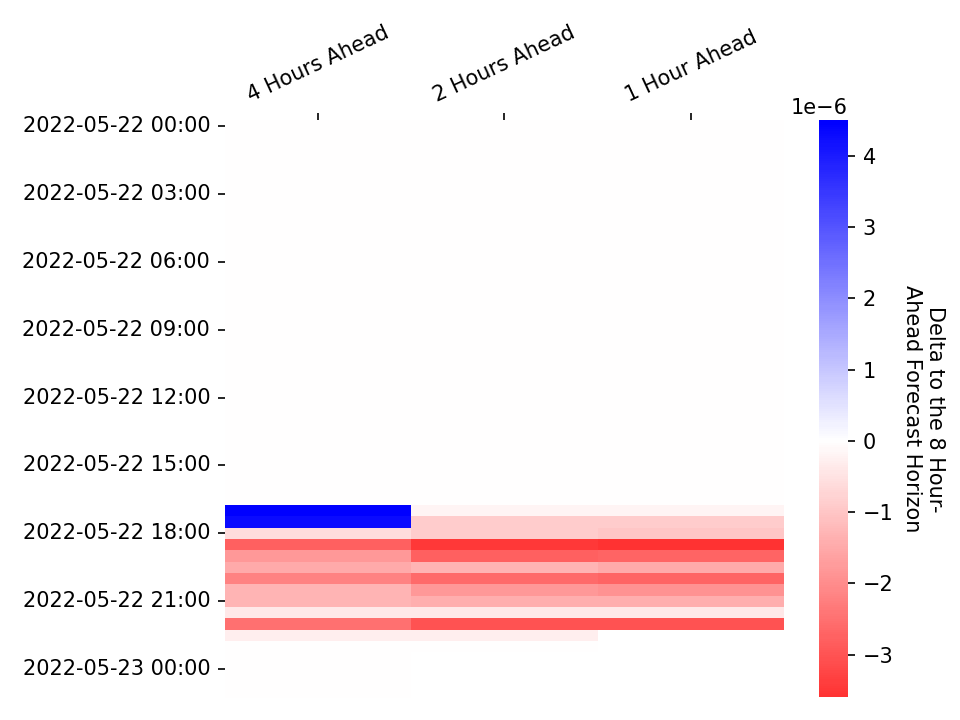 4 Hours Ahead
2 Hours Ahead
1 Hour Ahead
1e−6
2022-05-22 00:00
2022-05-22 03:00
2022-05-22 06:00
2022-05-22 09:00
2022-05-22 12:00
2022-05-22 15:00
2022-05-22 18:00
2022-05-22 21:00
2022-05-23 00:00
4
3
2
1
0
−1
−2
−3
Delta to the 8 Hour-
Ahead Forecast Horizon